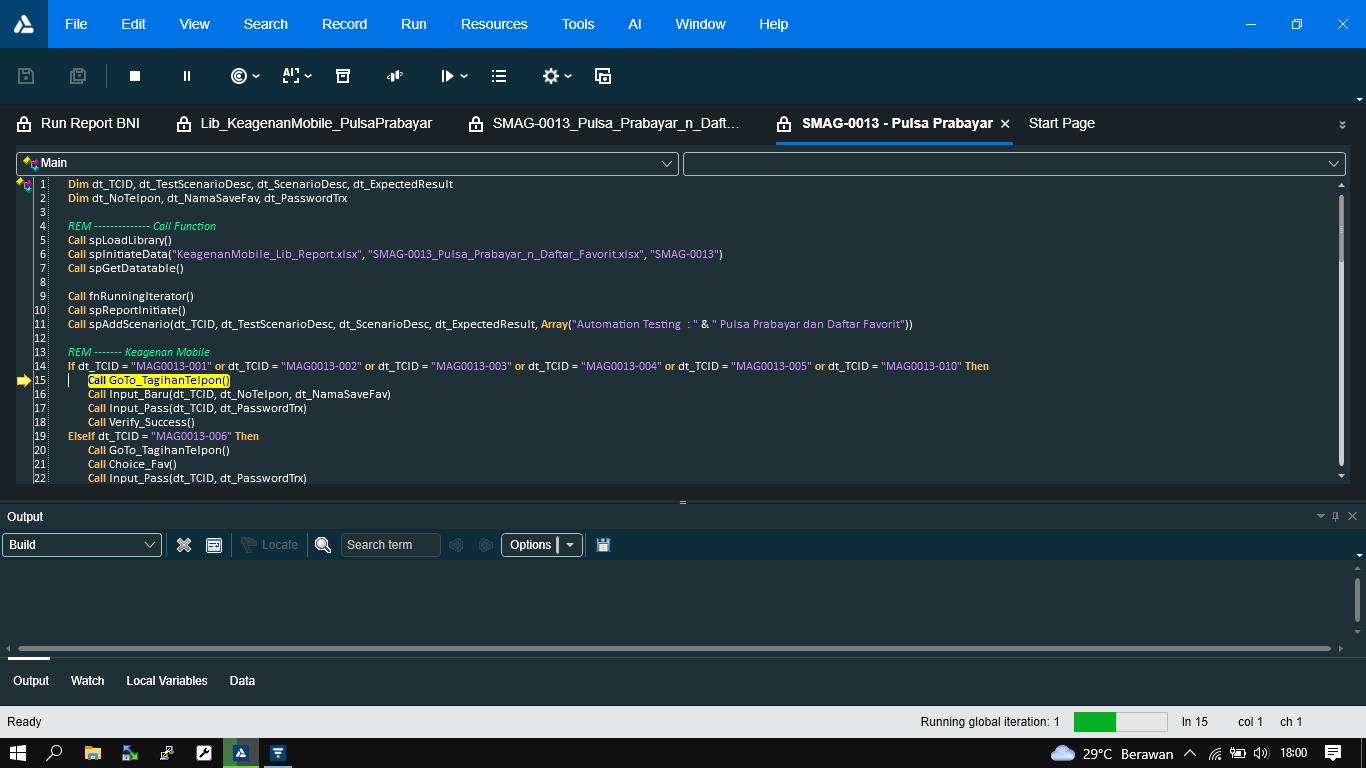 File Edit View Search Record Run Resources Tools AI Window Help
Run Report BNI Lib_KeagenanMobile_PulsaPrabayar SMAG-0013_Pulsa_Prabayar_n_Daft... SMAG-0013 - Pulsa Prabayar Start Page
Main
1 Dim dt_TCID, dt_TestScenarioDesc, dt_ScenarioDesc, dt_ExpectedResult
2 Dim dt_NoTelpon, dt_NamaSaveFav, dt_PasswordTrx
3
4 REM -------------- Call Function
5 Call spLoadLibrary()
6 Call spInitiateData("KeagenanMobile_Lib_Report.xlsx", "SMAG-0013_Pulsa_Prabayar_n_Daftar_Favorit.xlsx", "SMAG-0013")
7 Call spGetDatatable()
8
9 Call fnRunningIterator()
10 Call spReportInitiate()
11 Call spAddScenario(dt_TCID, dt_TestScenarioDesc, dt_ScenarioDesc, dt_ExpectedResult, Array("Automation Testing : " & " Pulsa Prabayar dan Daftar Favorit"))
12
13 REM ------- Keagenan Mobile
14 If dt_TCID = "MAG0013-001" or dt_TCID = "MAG0013-002" or dt_TCID = "MAG0013-003" or dt_TCID = "MAG0013-004" or dt_TCID = "MAG0013-005" or dt_TCID = "MAG0013-010" Then
15 Call GoTo_TagihanTelpon()
16 Call Input_Baru(dt_TCID, dt_NoTelpon, dt_NamaSaveFav)
17 Call Input_Pass(dt_TCID, dt_PasswordTrx)
18 Call Verify_Success()
19 ElseIf dt_TCID = "MAG0013-006" Then
20 Call GoTo_TagihanTelpon()
21 Call Choice_Fav()
22 Call Input_Pass(dt_TCID, dt_PasswordTrx)
Output
Build Locate Search term Options
Output Watch Local Variables Data
Ready Running global iteration: 1 ln 15 col 1 ch 1
29°C Berawan 18:00